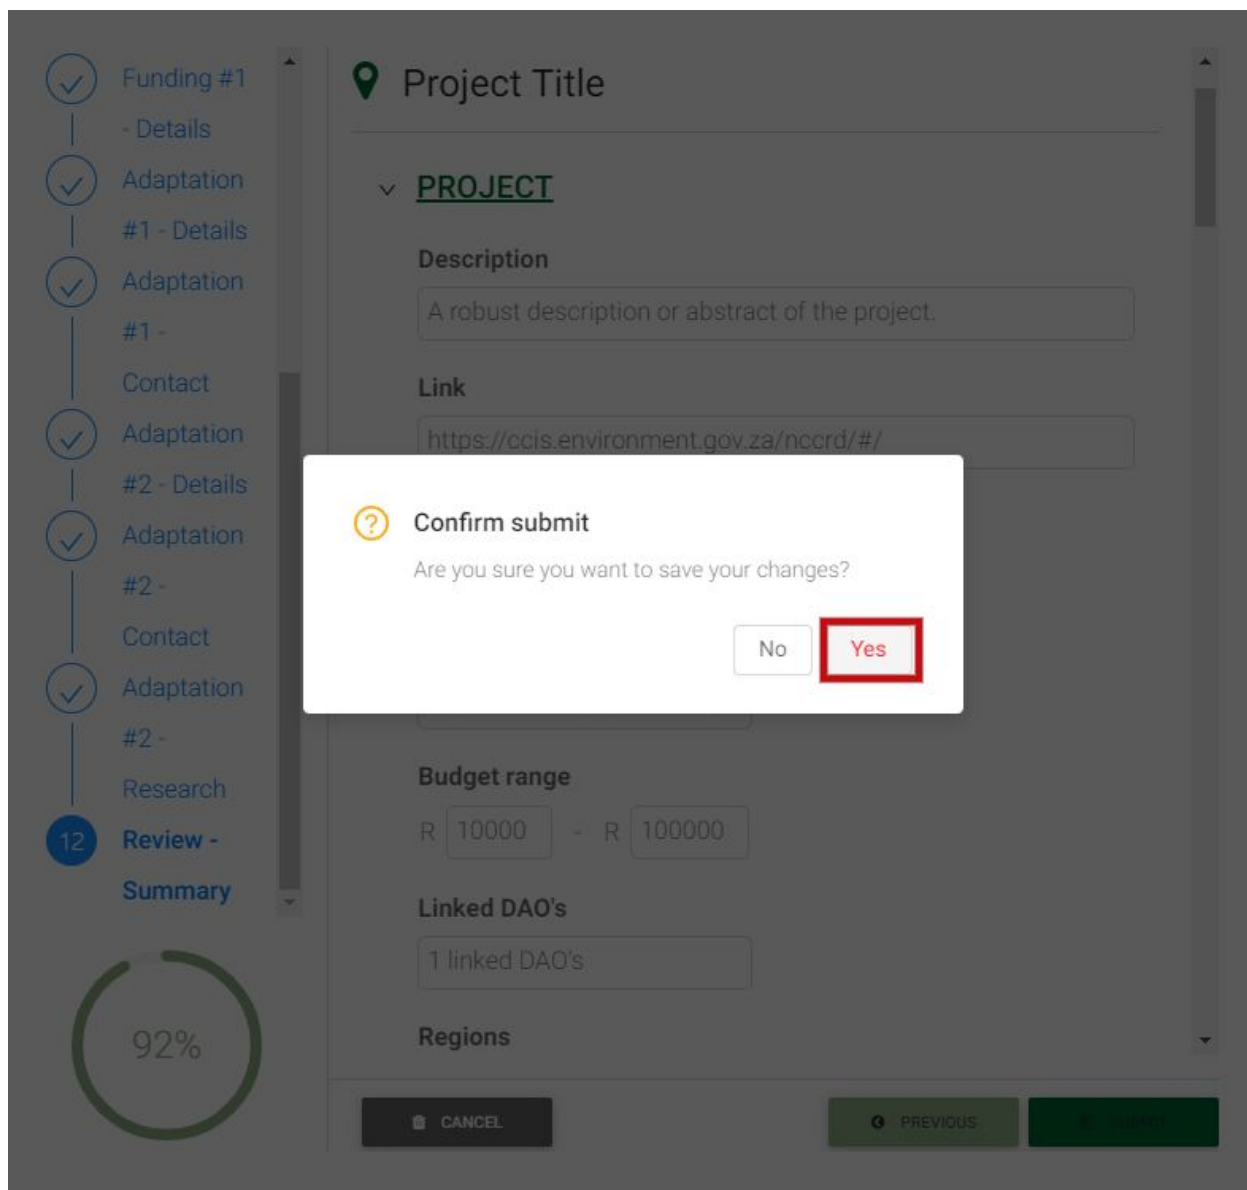 Funding #1
- Details
Adaptation
#1 - Details
Adaptation
#1 -
Contact
Adaptation
#2 - Details
Adaptation
#2 -
Contact
Adaptation
#2 -
Research
12 Review -
Summary
92%
Project Title
PROJECT
Description
A robust description or abstract of the project.
Link
https://ccis.environment.gov.za/nccrd/#/
Confirm submit
Are you sure you want to save your changes?
No Yes
Budget range
R 10000 - R 100000
Linked DAO's
1 linked DAO's
Regions
CANCEL PREVIOUS SUBMIT